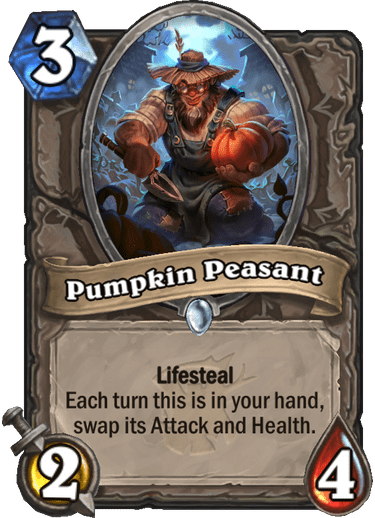 3
Pumpkin Peasant
Lifesteal
Each turn this is in your hand,
swap its Attack and Health.
2
4